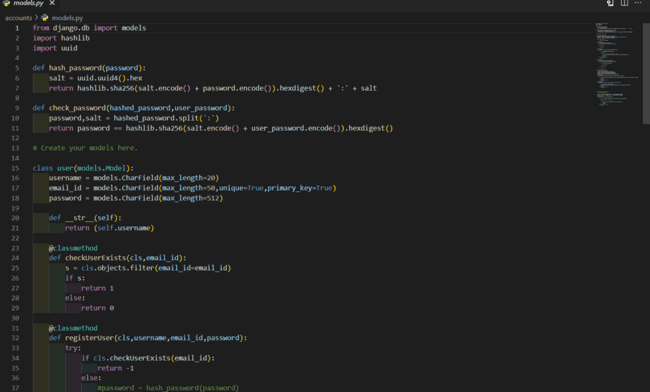 models.py
accounts > models.py
1 from django.db import models
2 import hashlib
3 import uuid
4
5 def hash_password(password):
6     salt = uuid.uuid4().hex
7     return hashlib.sha256(salt.encode() + password.encode()).hexdigest() + ':' + salt
8
9 def check_password(hashed_password,user_password):
10     password,salt = hashed_password.split(':')
11     return password == hashlib.sha256(salt.encode() + user_password.encode()).hexdigest()
12
13 # Create your models here.
14
15 class user(models.Model):
16     username = models.CharField(max_length=20)
17     email_id = models.CharField(max_length=50,unique=True,primary_key=True)
18     password = models.CharField(max_length=512)
19
20     def __str__(self):
21         return (self.username)
22
23     @classmethod
24     def checkUserExists(cls,email_id):
25         s = cls.objects.filter(email_id=email_id)
26         if s:
27             return 1
28         else:
29             return 0
30
31     @classmethod
32     def registerUser(cls,username,email_id,password):
33         try:
34             if cls.checkUserExists(email_id):
35                 return -1
36             else:
37                 #password = hash_password(password)